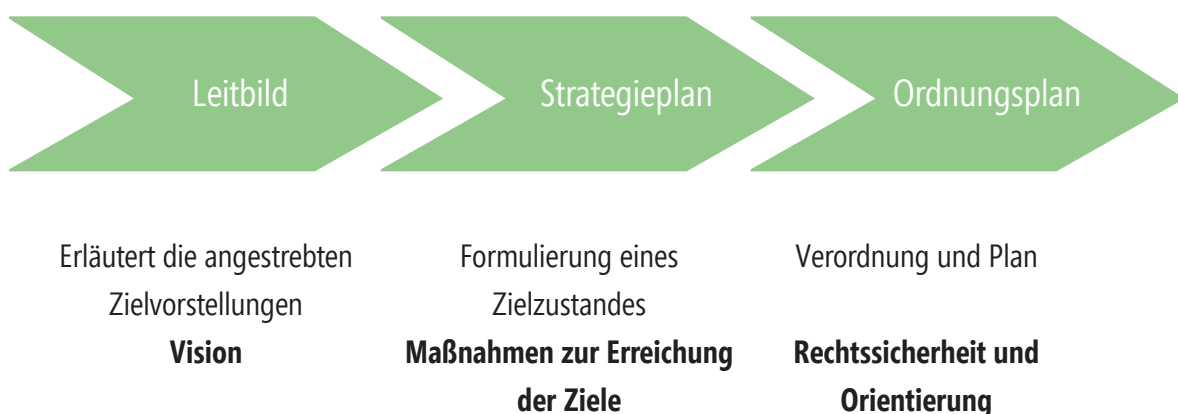 Leitbild
Strategieplan
Ordnungsplan
Erläutert die angestrebten
Zielvorstellungen
Vision
Formulierung eines
Zielzustandes
Maßnahmen zur Erreichung
der Ziele
Verordnung und Plan
Rechtssicherheit und
Orientierung